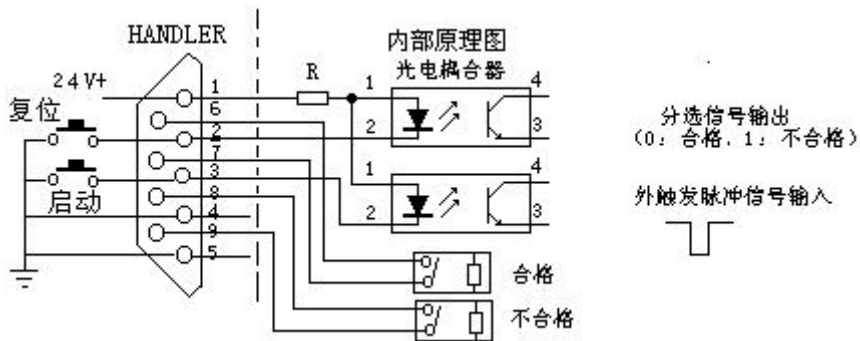 HANDLER
内部原理图
光电耦合器
24V+
复位
启动
1
6
2
7
3
8
4
9
5
R
1
2
4
3
1
2
4
3
合格
不合格
分选信号输出
(0: 合格, 1: 不合格)
外触发脉冲信号输入